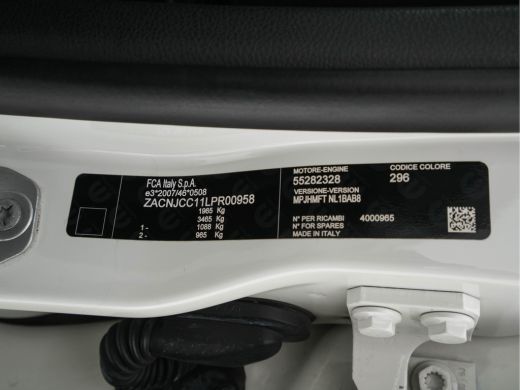 FCA Italy S.p.A.
e3*2007/46*0508
ZACNJCC11LPR00958
1965 Kg
3465 Kg
1- 1088 Kg
2- 965 Kg
MOTORE-ENGINE
55282328
CODICE COLORE
296
VERSIONE-VERSION
MPJHMFT NL1BAB8
N° PER RICAMBI 4000965
N° FOR SPARES
MADE IN ITALY